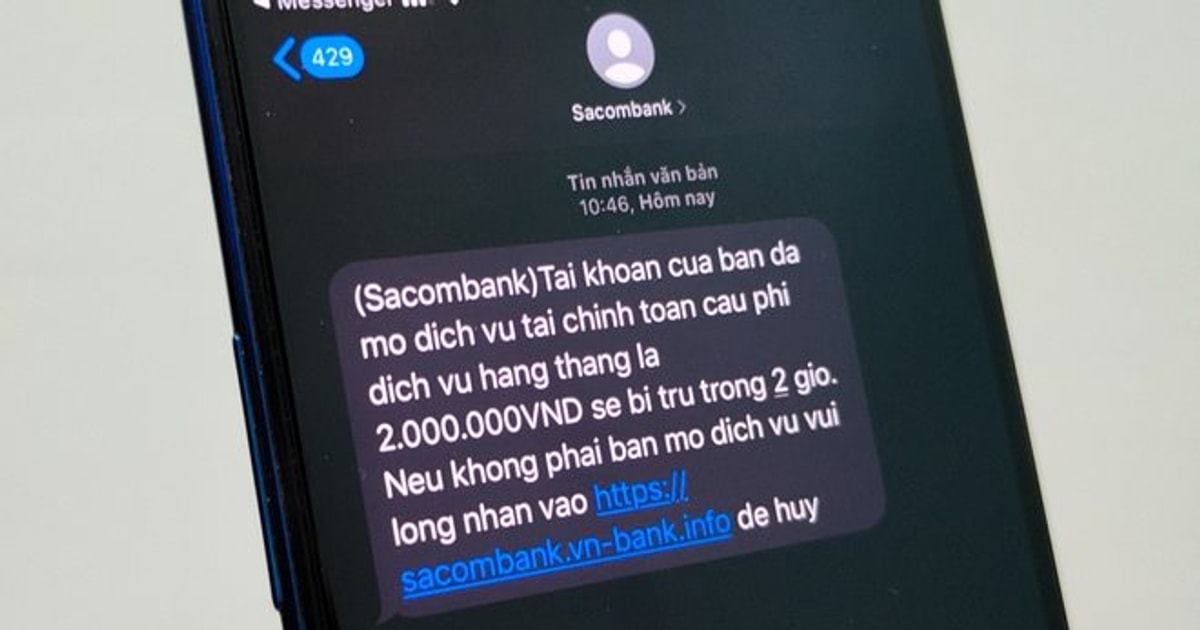 Messenger
429
Sacombank
Tin nhắn văn bản
10:46, Hôm nay
(Sacombank)Tai khoan cua ban da
mo dich vu tai chinh toan cau phi
dich vu hang thang la
2.000.000VND se bi tru trong 2 gio.
Neu khong phai ban mo dich vu vui
long nhan vao https://
sacombank.vn-bank.info de huy